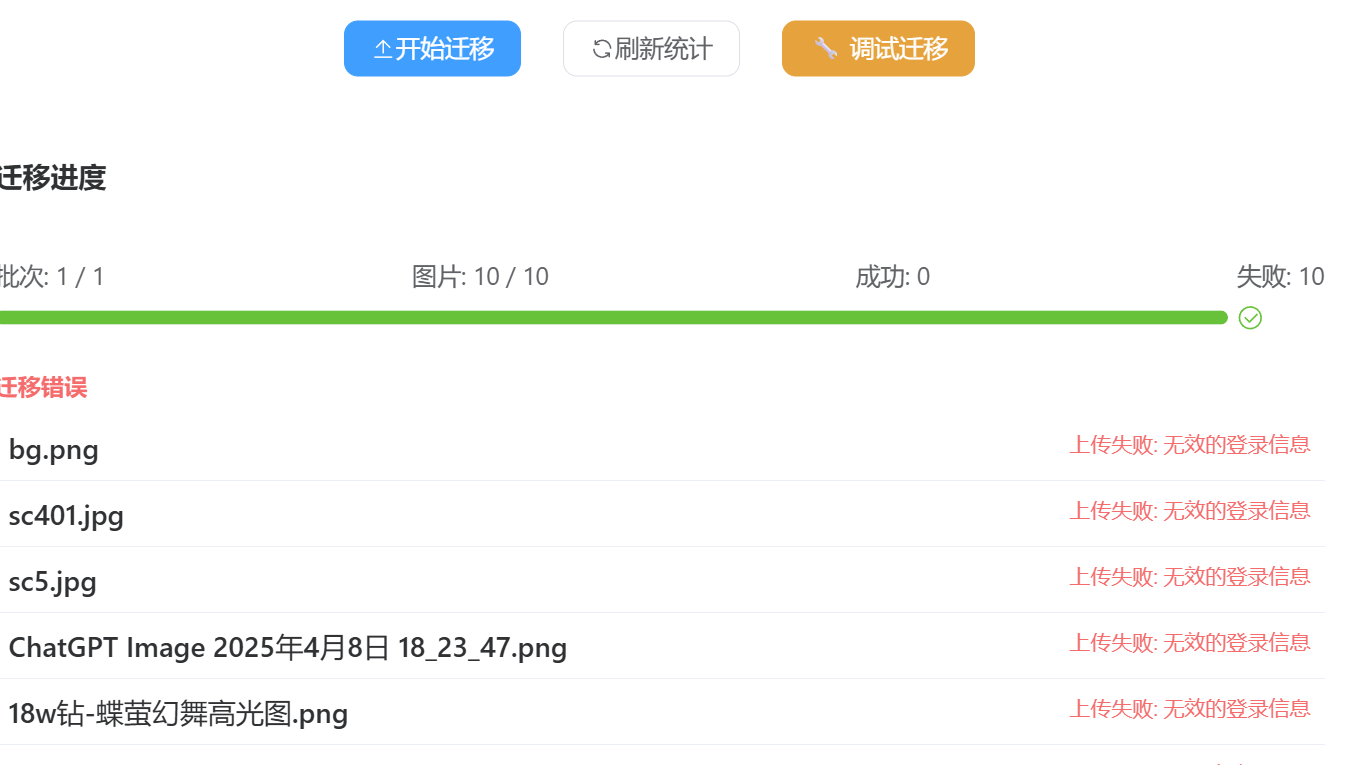 开始迁移
刷新统计
调试迁移
迁移进度
批次: 1 / 1
图片: 10 / 10
成功: 0
失败: 10
迁移错误
bg.png
上传失败: 无效的登录信息
sc401.jpg
上传失败: 无效的登录信息
sc5.jpg
上传失败: 无效的登录信息
ChatGPT Image 2025年4月8日 18_23_47.png
上传失败: 无效的登录信息
18w钻-蝶萤幻舞高光图.png
上传失败: 无效的登录信息